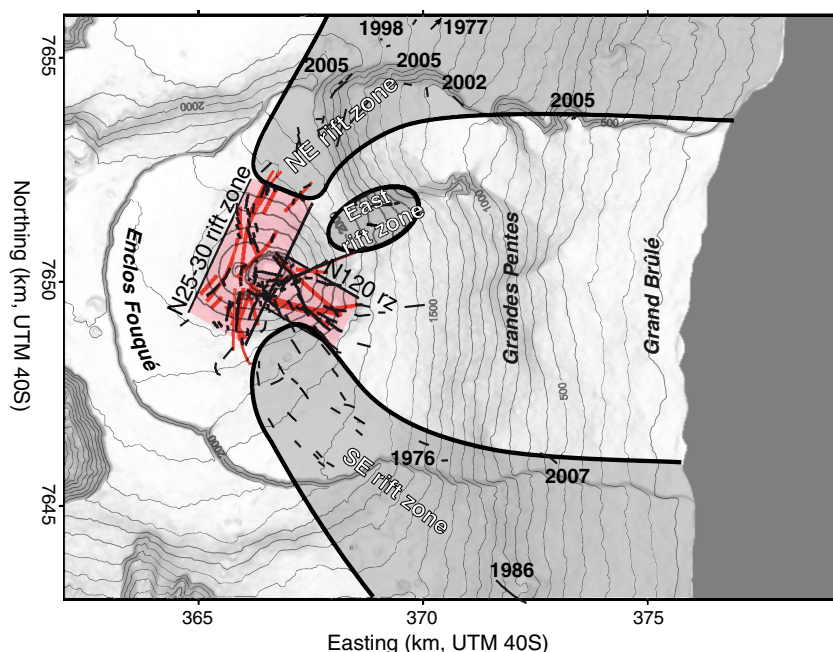 1998
1977
7655
2005
2005
2002
2000
2005
500
NE rift zone
1000
East
rift zone
N25-30 rift zone
N120 rz
Enclos Fouqué
Grandes Pentes
Grand Brûlé
Northing (km, UTM 40S)
7650
1500
500
2000
1976
2007
SE rift zone
7645
1986
365
370
375
Easting (km, UTM 40S)